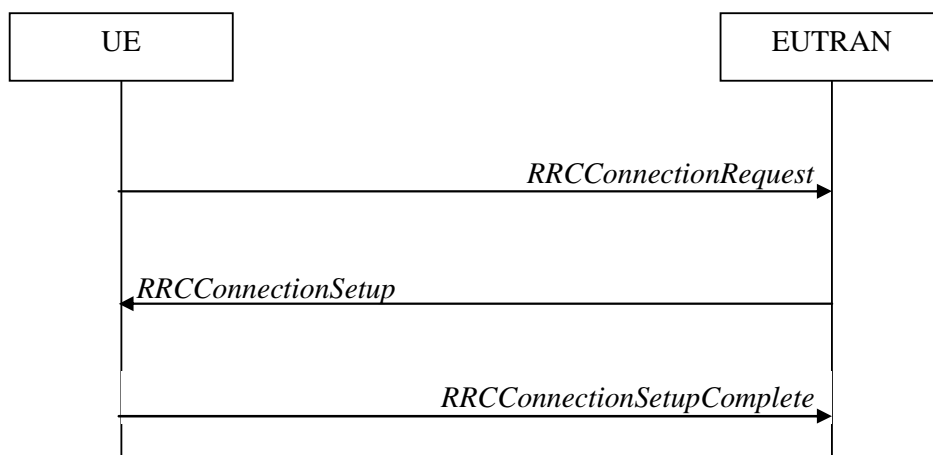 UE
EUTRAN
RRCConnectionRequest
RRCConnectionSetup
RRCConnectionSetupComplete